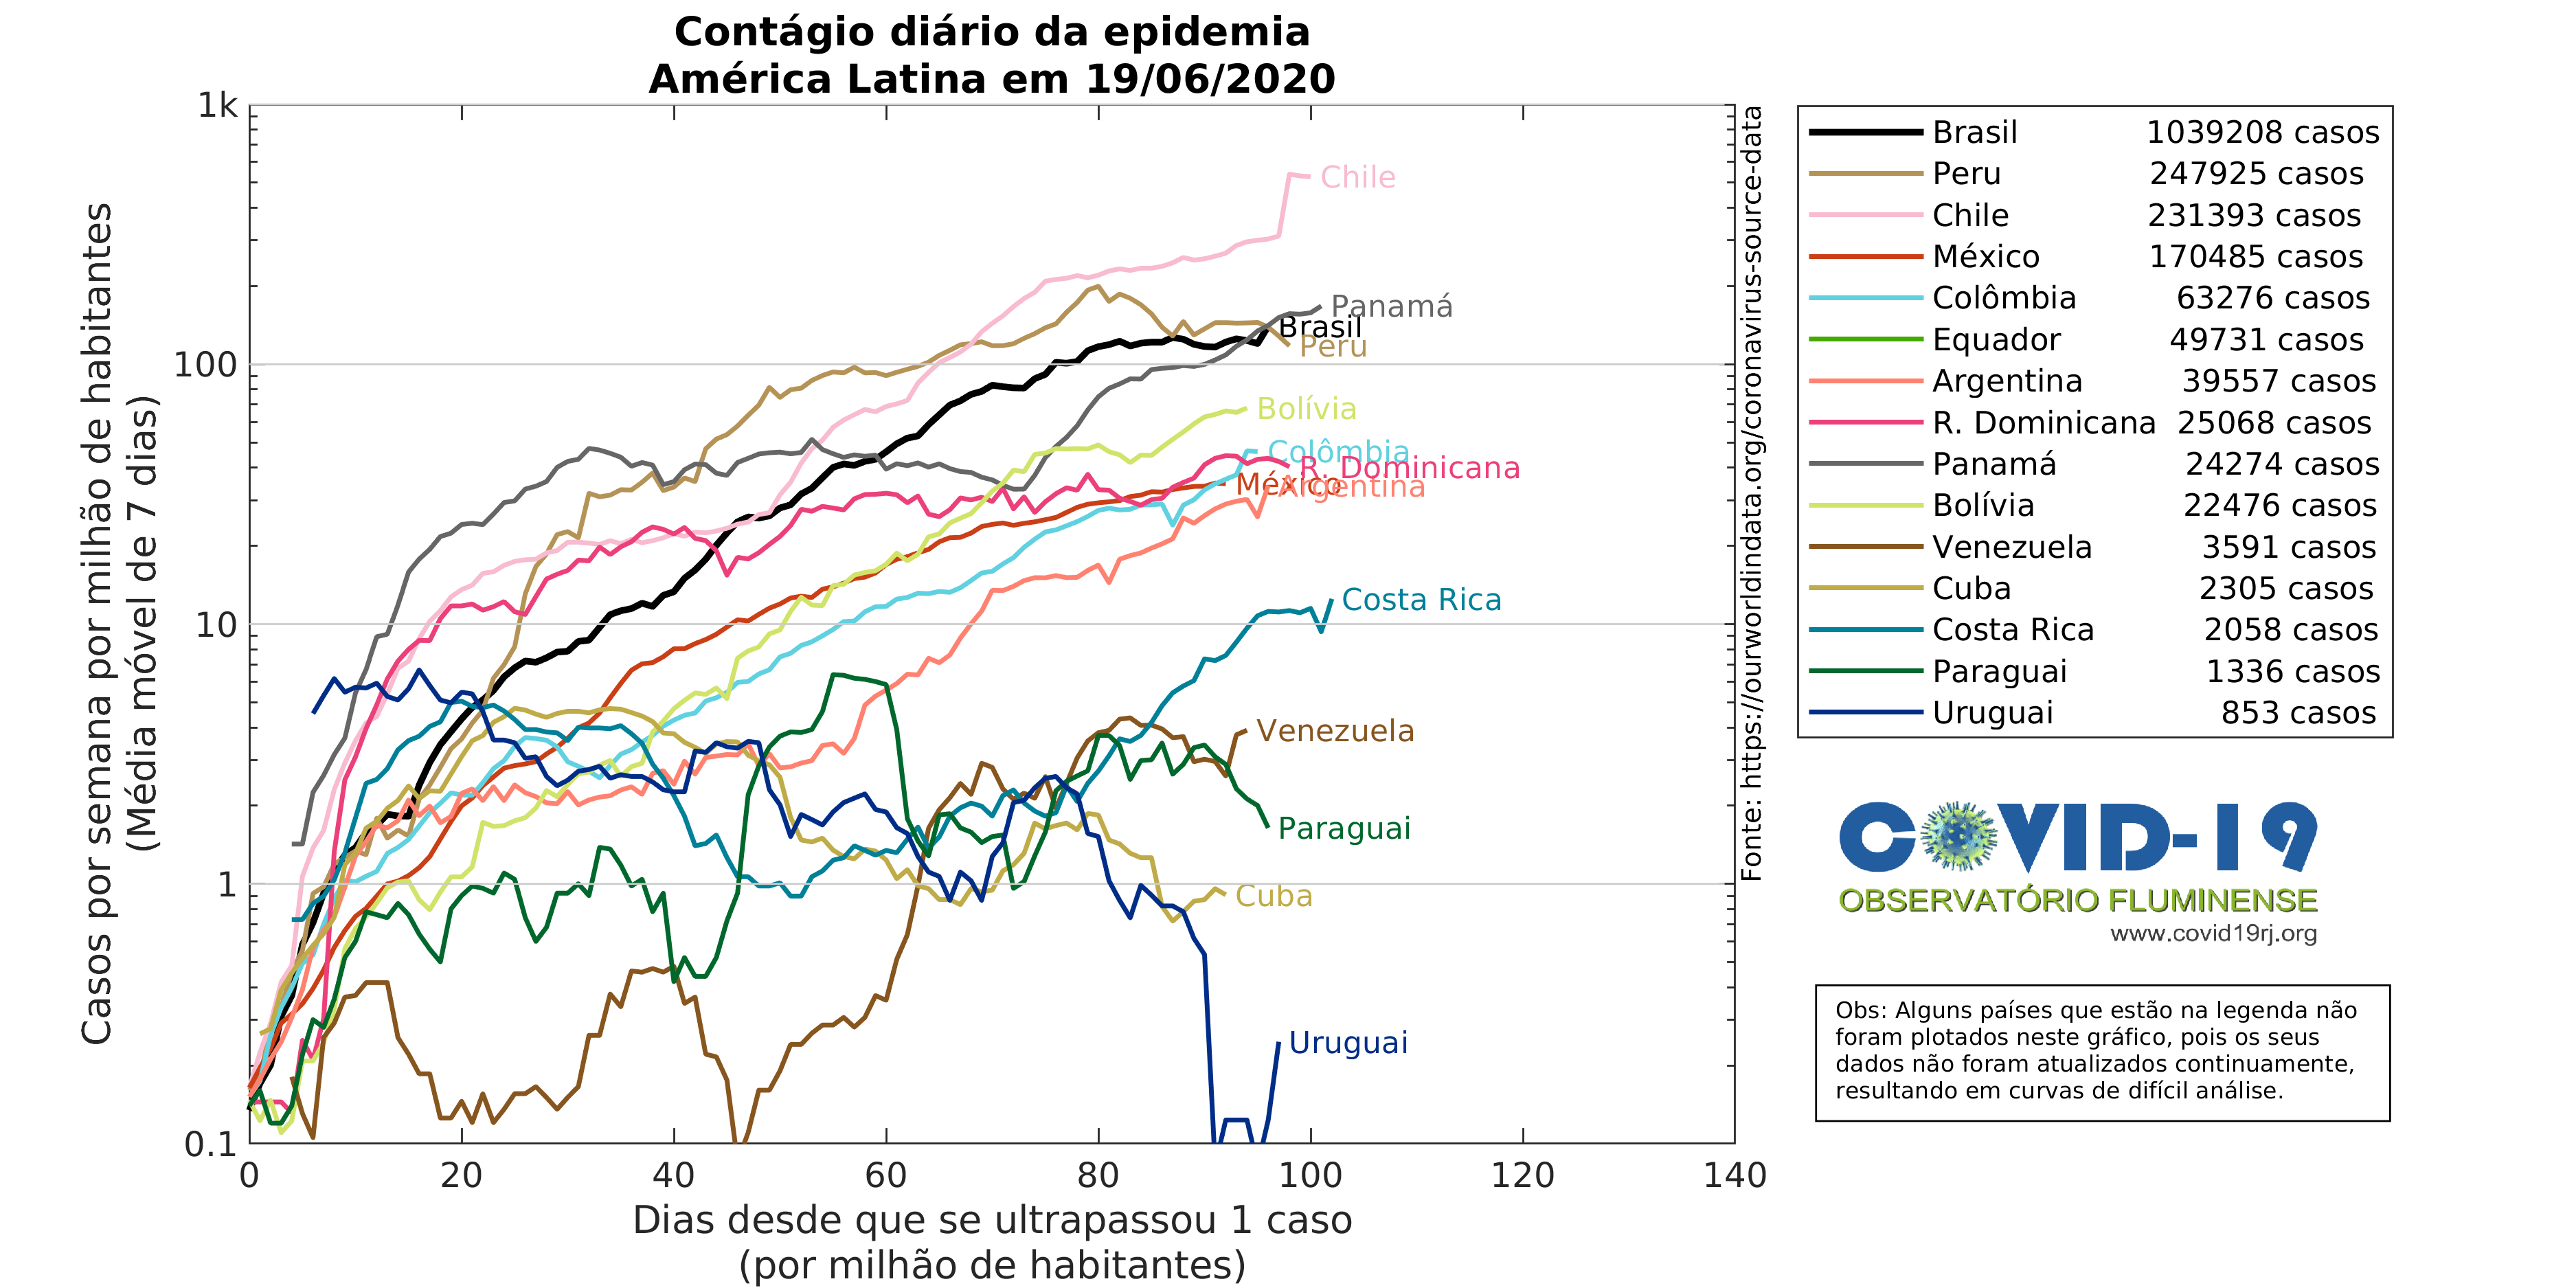 Contágio diário da epidemia
América Latina em 19/06/2020
Casos por semana por milhão de habitantes
(Média móvel de 7 dias)
1k
100
10
1
0.1
0
20
40
60
80
100
120
140
Dias desde que se ultrapassou 1 caso
(por milhão de habitantes)
Chile
Panamá
Brasil
Peru
Bolívia
Colômbia
R. Dominicana
México
Argentina
Costa Rica
Venezuela
Paraguai
Cuba
Uruguai
Fonte: https://ourworldindata.org/coronavirus-source-data
Brasil 1039208 casos
Peru 247925 casos
Chile 231393 casos
México 170485 casos
Colômbia 63276 casos
Equador 49731 casos
Argentina 39557 casos
R. Dominicana 25068 casos
Panamá 24274 casos
Bolívia 22476 casos
Venezuela 3591 casos
Cuba 2305 casos
Costa Rica 2058 casos
Paraguai 1336 casos
Uruguai 853 casos
COVID-19
OBSERVATÓRIO FLUMINENSE
www.covid19rj.org
Obs: Alguns países que estão na legenda não
foram plotados neste gráfico, pois os seus
dados não foram atualizados continuamente,
resultando em curvas de difícil análise.